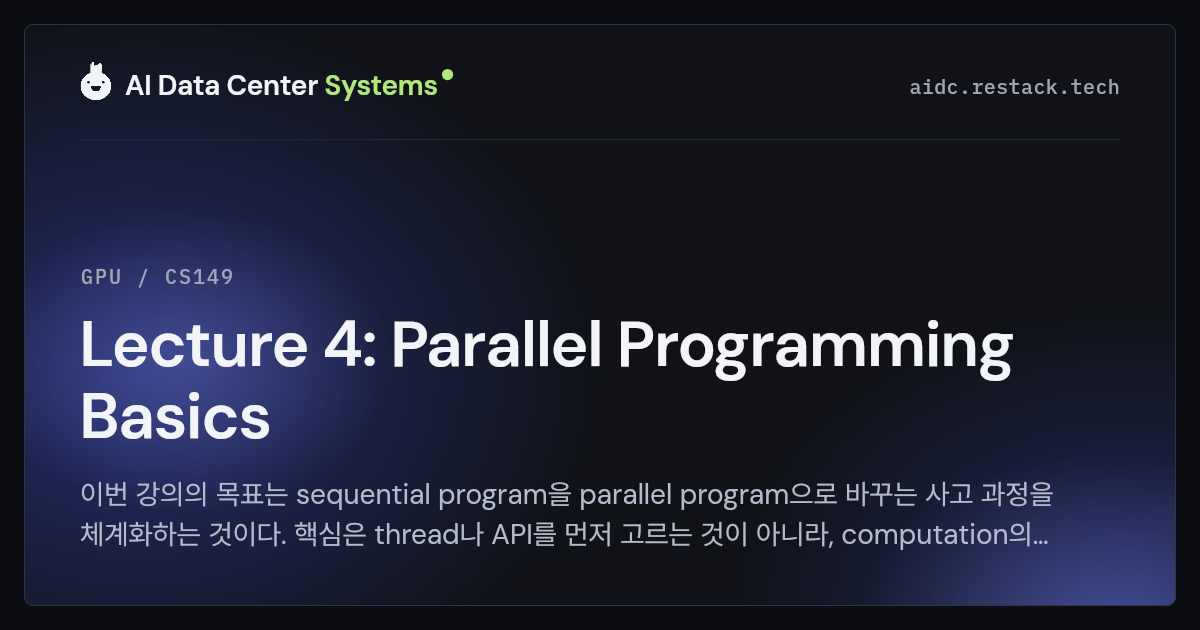 AI Data Center Systems
aidc.restack.tech
GPU / CS149
Lecture 4: Parallel Programming
Basics
이번 강의의 목표는 sequential program을 parallel program으로 바꾸는 사고 과정을
체계화하는 것이다. 핵심은 thread나 API를 먼저 고르는 것이 아니라, computation의…